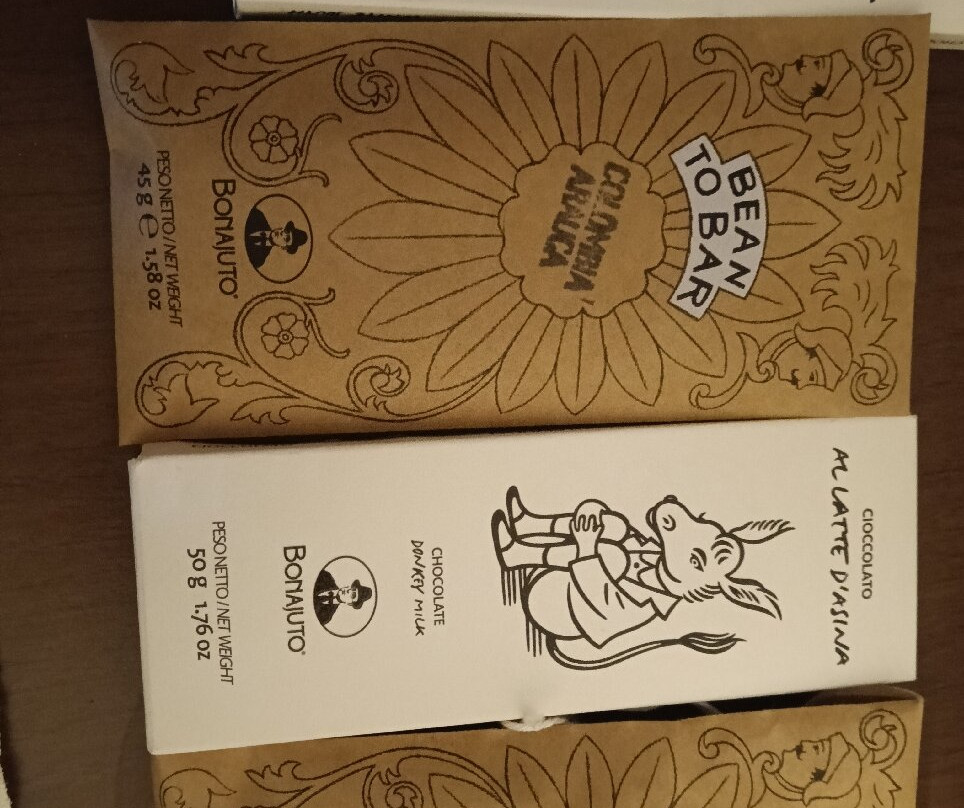 BEAN
TO BAR
COLOMBIA
ARAUCA
BONAJUTO®
PESO NETTO // NET WEIGHT
45 g e 1.58 oz
CIOCCOLATO
AL LATTE D'ASINA
CHOCOLATE
DONKEY MILK
BONAJUTO®
PESO NETTO / NET WEIGHT
50 g 1.76 oz